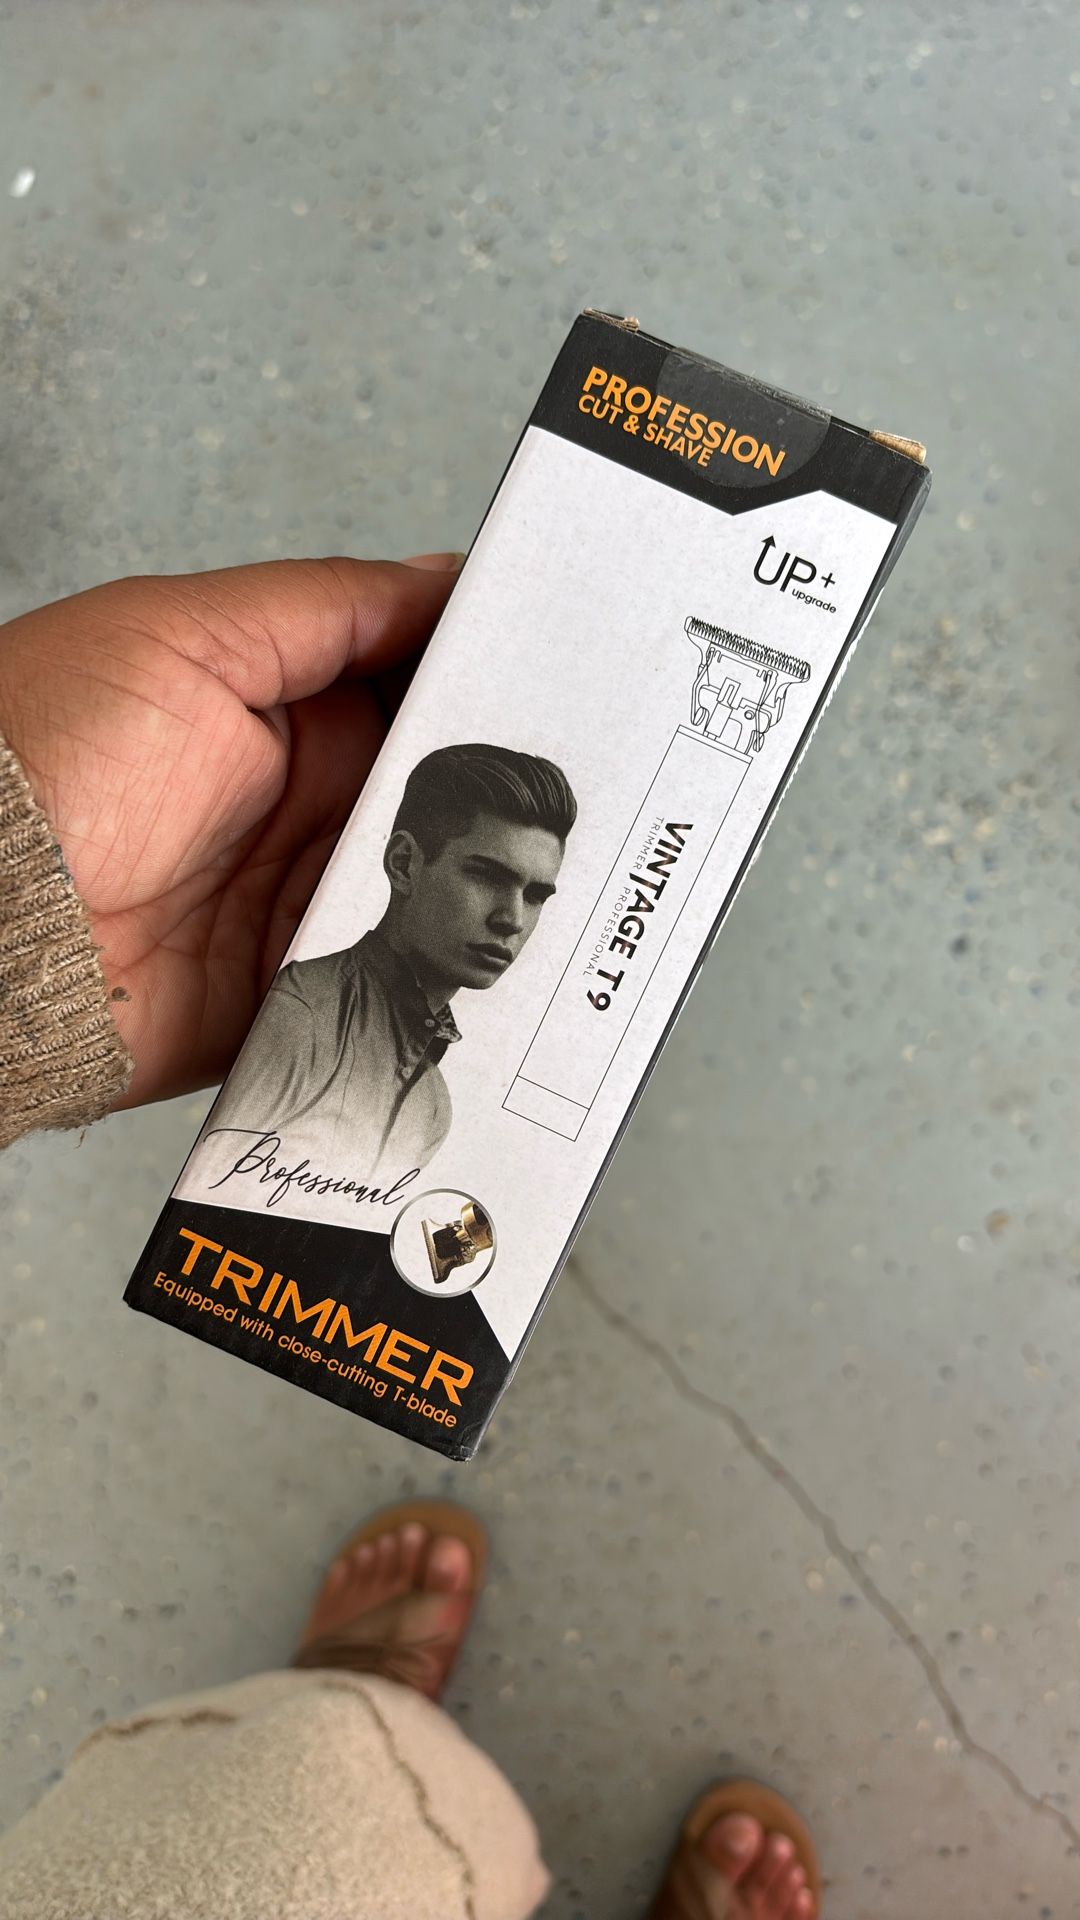 PROFESSION
CUT & SHAVE
UP+
upgrade
VINTAGE T9
TRIMMER PROFESSIONAL
Professional
TRIMMER
Equipped with close-cutting T-blade